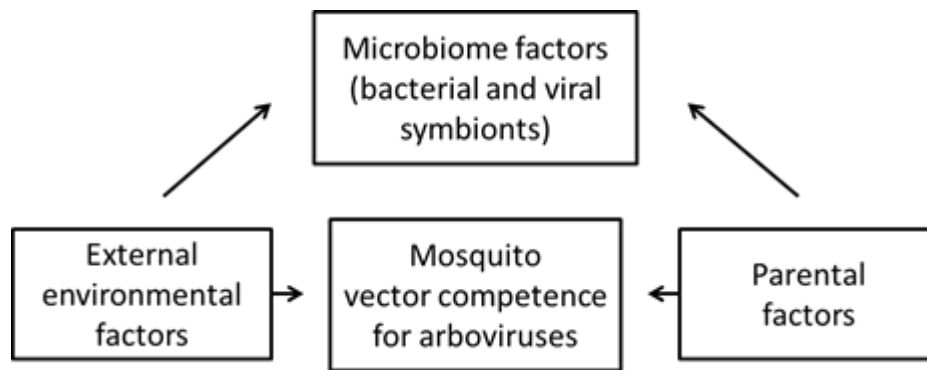 Microbiome factors
(bacterial and viral
symbionts)
External
environmental
factors
Mosquito
vector competence
for arboviruses
Parental
factors